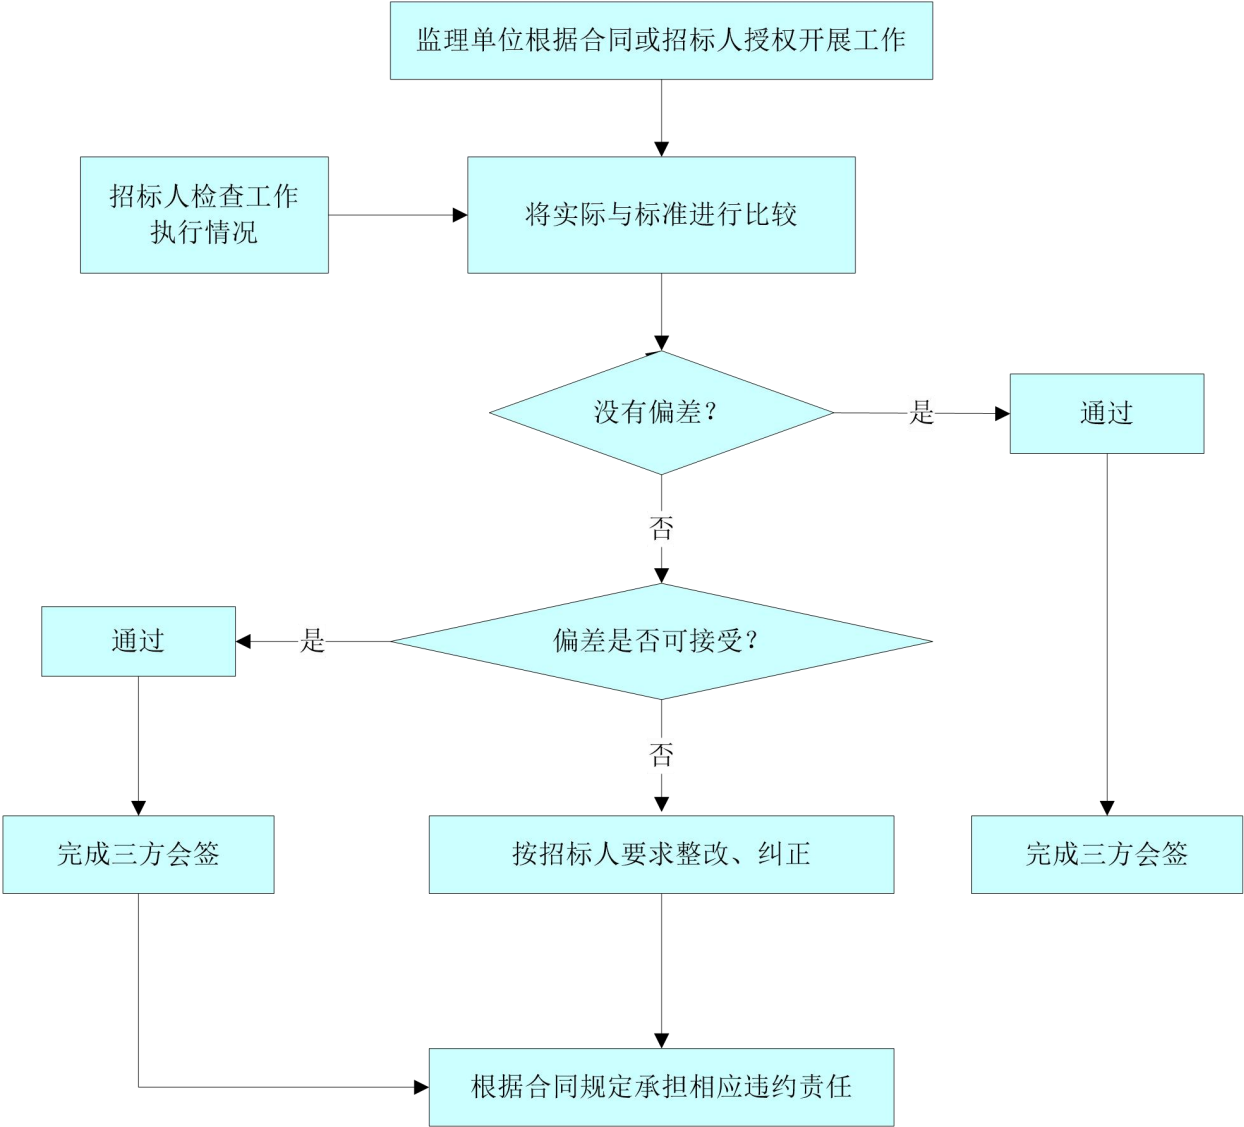 监理单位根据合同或招标人授权开展工作
招标人检查工作
执行情况
将实际与标准进行比较
没有偏差？
是
通过
否
通过
是
偏差是否可接受？
否
完成三方会签
按招标人要求整改、纠正
完成三方会签
根据合同规定承担相应违约责任